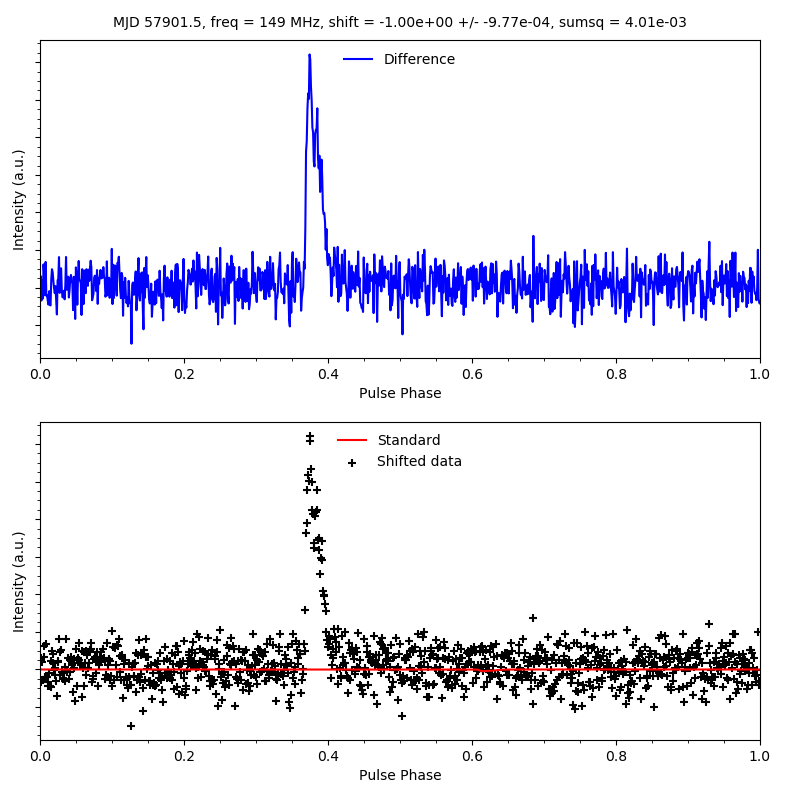 MJD 57901.5, freq = 149 MHz, shift = -1.00e+00 +/- -9.77e-04, sumsq = 4.01e-03
Difference
Intensity (a.u.)
0.0 0.2 0.4 0.6 0.8 1.0
Pulse Phase
Standard
Shifted data
Intensity (a.u.)
0.0 0.2 0.4 0.6 0.8 1.0
Pulse Phase